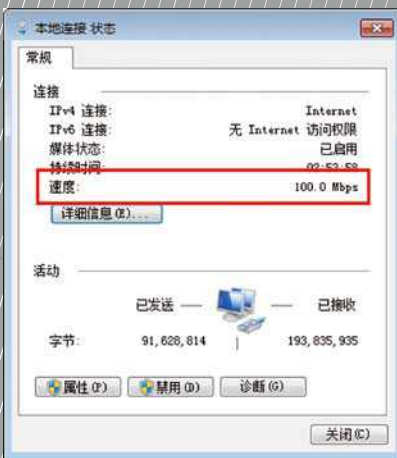 本地连接 状态
常规
连接
IPv4 连接: Internet
IPv6 连接: 无 Internet 访问权限
媒体状态: 已启用
持续时间: 02:53:58
速度: 100.0 Mbps
详细信息(E)...
活动
已发送 — — 已接收
字节: 91,628,814 | 193,835,935
属性(P) 禁用(D) 诊断(G)
关闭(C)